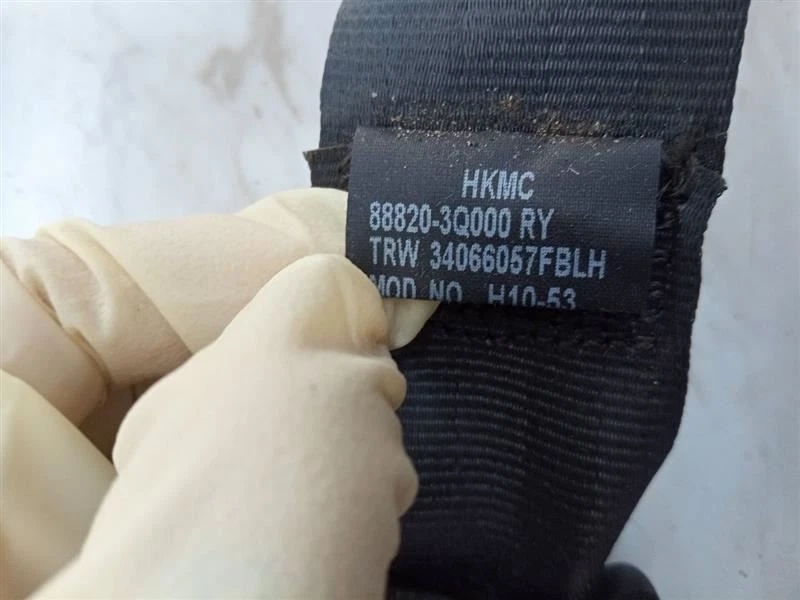 HKMC
88820-3Q000 RY
TRW 34066057FBLH
MOD NO. H10-53